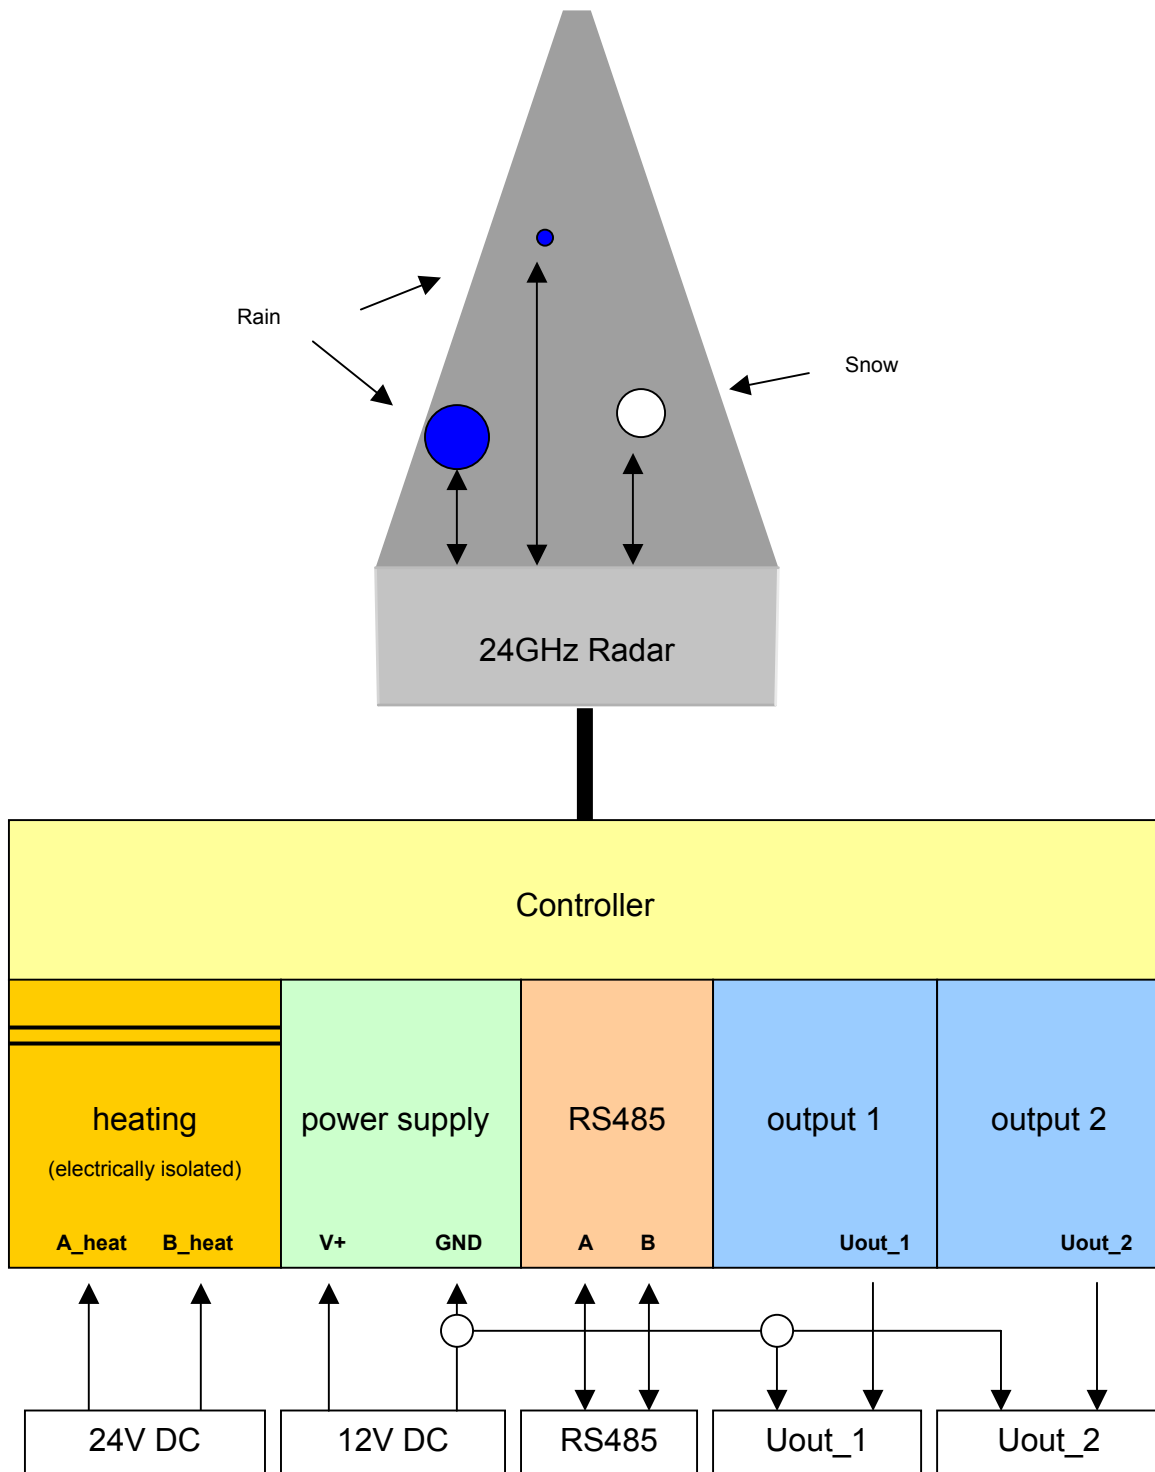 Rain
Snow
24GHz Radar
Controller
heating
(electrically isolated)
power supply
RS485
output 1
output 2
A_heat B_heat
V+ GND
A B
Uout_1
Uout_2
24V DC
12V DC
RS485
Uout_1
Uout_2